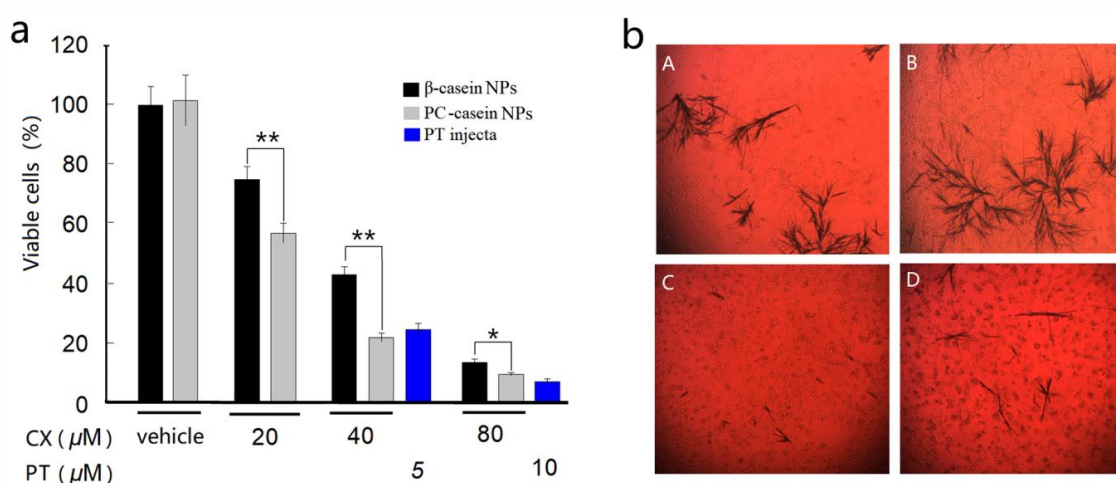 a
120
100
80
60
40
20
0
Viable cells (%)
β-casein NPs
PC-casein NPs
PT injecta
**
**
*
CX (μM) vehicle 20 40 80
PT (μM) 5 10
b
A
B
C
D